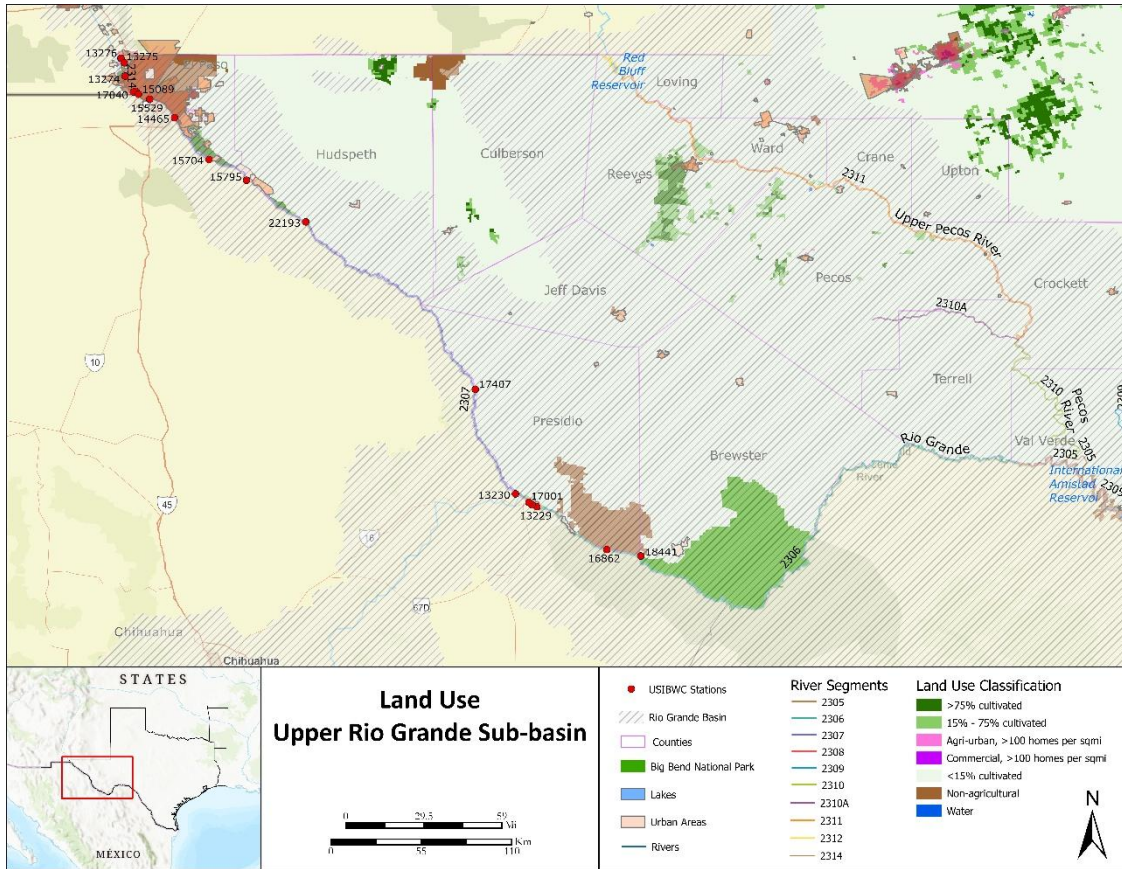 13276
13275
El Paso
13274
2314
17040
15089
15529
14465
15704
15795
22193
Hudspeth
Culberson
Red
Bluff
Reservoir
Loving
Reeves
Ward
Crane
Upton
2311
Upper Pecos River
Pecos
Crockett
2310A
Jeff Davis
Terrell
2310
Pecos
River
17407
2307
Presidio
Brewster
Rio Grande
River
Val Verde
2305
2305
International
Amistad
Reservoi
2305
10
45
16
67D
13230
17001
13229
16862
18441
2306
Chihuahua
Chihuahua
STATES
MÉXICO
Land Use
Upper Rio Grande Sub-basin
0 29.5 59
Mi
Km
0 55 110
USIBWC Stations
Rio Grande Basin
Counties
Big Bend National Park
Lakes
Urban Areas
Rivers
River Segments
2305
2306
2307
2308
2309
2310
2310A
2311
2312
2314
Land Use Classification
>75% cultivated
15% - 75% cultivated
Agri-urban, >100 homes per sqmi
Commercial, >100 homes per sqmi
<15% cultivated
Non-agricultural
Water
N